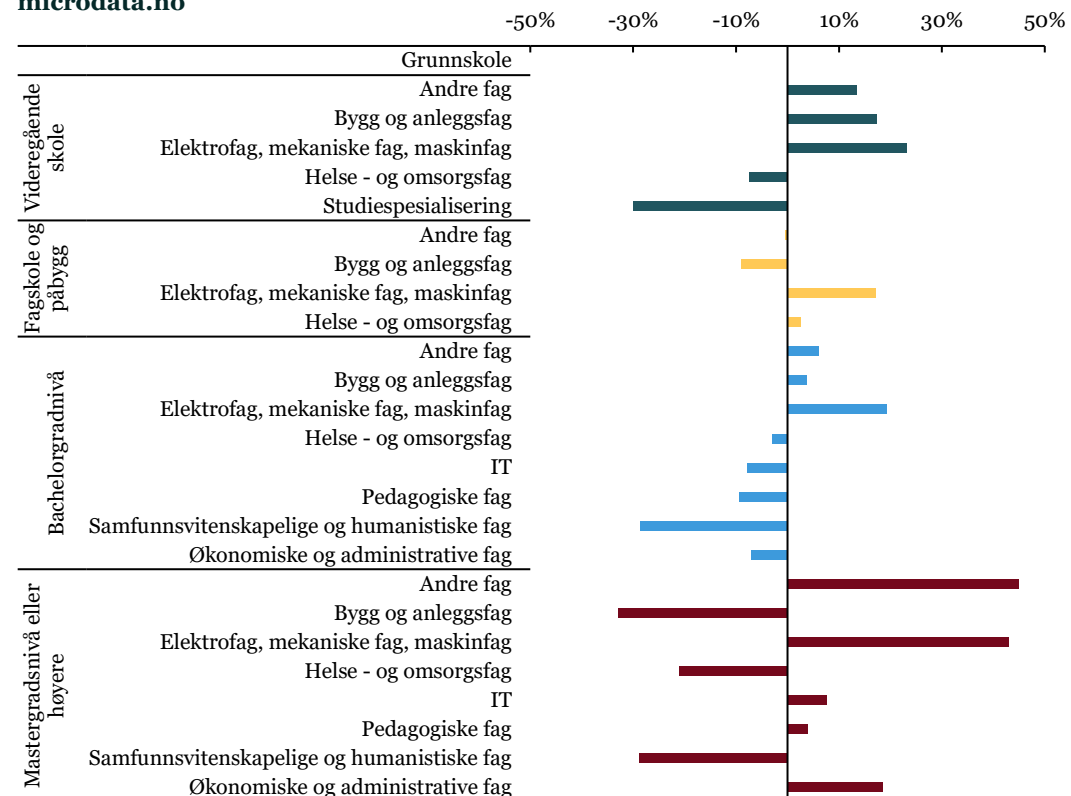 microdata.no
-50% -30% -10% 10% 30% 50%
Grunnskole
Videregående
skole
Andre fag
Bygg og anleggsfag
Elektrofag, mekaniske fag, maskinfag
Helse - og omsorgsfag
Studiespesialisering
Fagskole og
påbygg
Andre fag
Bygg og anleggsfag
Elektrofag, mekaniske fag, maskinfag
Helse - og omsorgsfag
Bachelorgradnivå
Andre fag
Bygg og anleggsfag
Elektrofag, mekaniske fag, maskinfag
Helse - og omsorgsfag
IT
Pedagogiske fag
Samfunnsvitenskapelige og humanistiske fag
Økonomiske og administrative fag
Mastergradsnivå eller
høyere
Andre fag
Bygg og anleggsfag
Elektrofag, mekaniske fag, maskinfag
Helse - og omsorgsfag
IT
Pedagogiske fag
Samfunnsvitenskapelige og humanistiske fag
Økonomiske og administrative fag